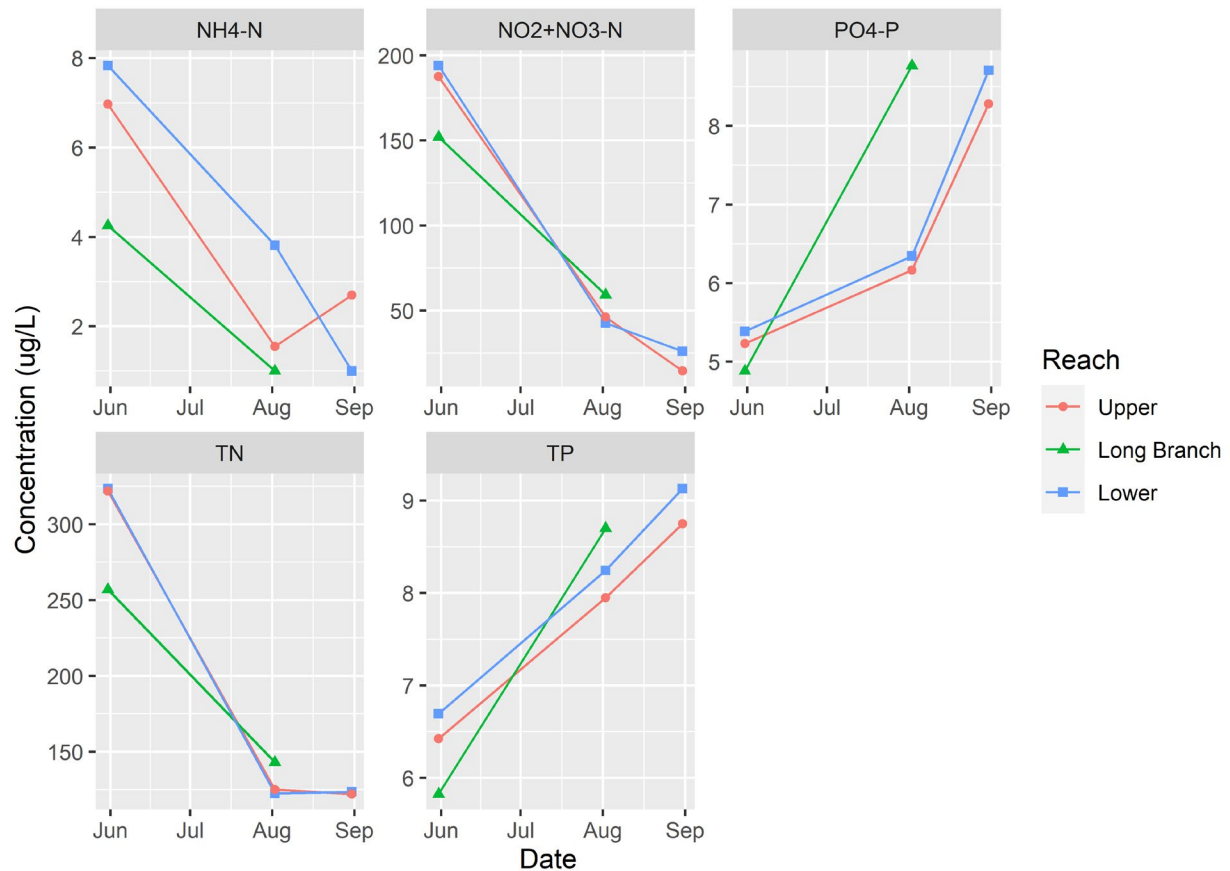 NH4-N
NO2+NO3-N
PO4-P
8
6
4
2
Jun Jul Aug Sep
200
150
100
50
Jun Jul Aug Sep
8
7
6
5
Jun Jul Aug Sep
Concentration (ug/L)
TN
TP
300
250
200
150
Jun Jul Aug Sep
9
8
7
6
Jun Jul Aug Sep
Date
Reach
Upper
Long Branch
Lower